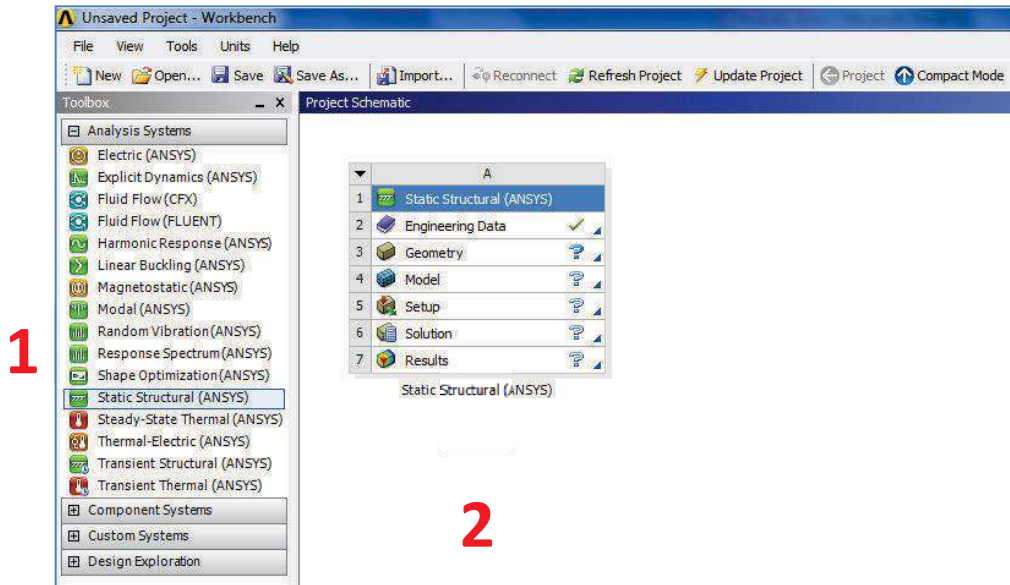 Unsaved Project - Workbench
File View Tools Units Help
New Open... Save Save As... Import... Reconnect Refresh Project Update Project Project Compact Mode
Toolbox
Project Schematic
Analysis Systems
Electric (ANSYS)
Explicit Dynamics (ANSYS)
Fluid Flow (CFX)
Fluid Flow (FLUENT)
Harmonic Response (ANSYS)
Linear Buckling (ANSYS)
Magnetostatic (ANSYS)
Modal (ANSYS)
Random Vibration (ANSYS)
Response Spectrum (ANSYS)
Shape Optimization (ANSYS)
Static Structural (ANSYS)
Steady-State Thermal (ANSYS)
Thermal-Electric (ANSYS)
Transient Structural (ANSYS)
Transient Thermal (ANSYS)
Component Systems
Custom Systems
Design Exploration
1
A
1 Static Structural (ANSYS)
2 Engineering Data
3 Geometry ?
4 Model ?
5 Setup ?
6 Solution ?
7 Results ?
Static Structural (ANSYS)
2